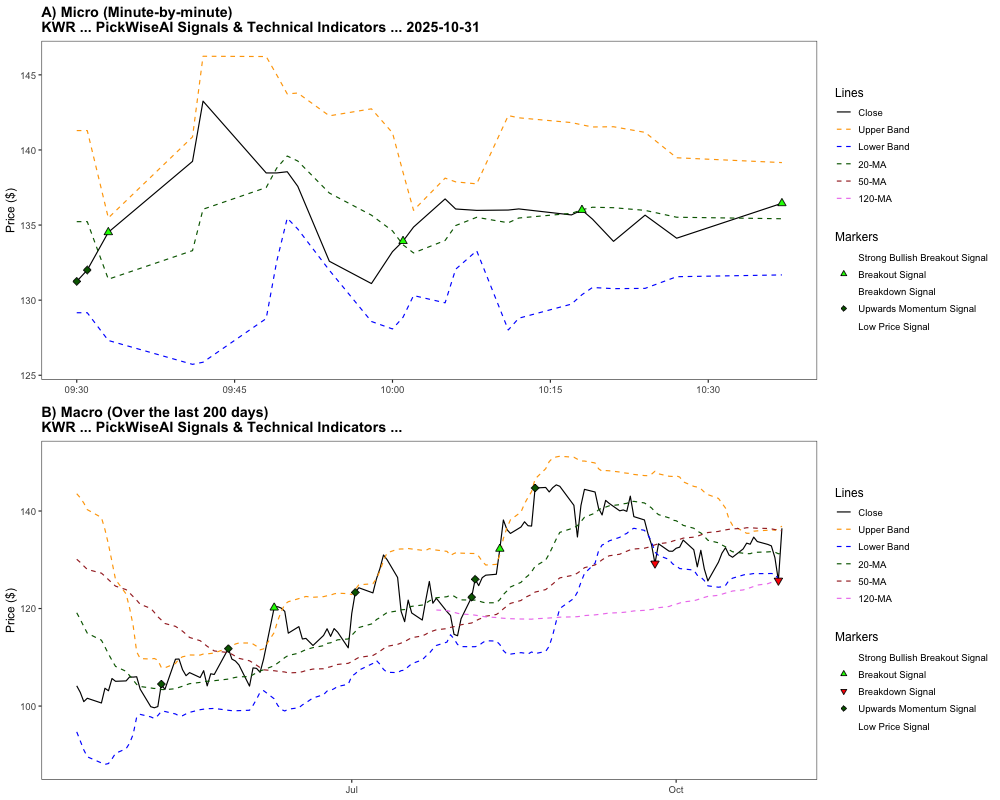 A) Micro (Minute-by-minute)
KWR ... PickWiseAI Signals & Technical Indicators ... 2025-10-31
Price ($)
145
140
135
130
125
09:30
09:45
10:00
10:15
10:30
Lines
Close
Upper Band
Lower Band
20-MA
50-MA
120-MA
Markers
Strong Bullish Breakout Signal
Breakout Signal
Breakdown Signal
Upwards Momentum Signal
Low Price Signal
B) Macro (Over the last 200 days)
KWR ... PickWiseAI Signals & Technical Indicators ...
Price ($)
140
120
100
Jul
Oct
Lines
Close
Upper Band
Lower Band
20-MA
50-MA
120-MA
Markers
Strong Bullish Breakout Signal
Breakout Signal
Breakdown Signal
Upwards Momentum Signal
Low Price Signal